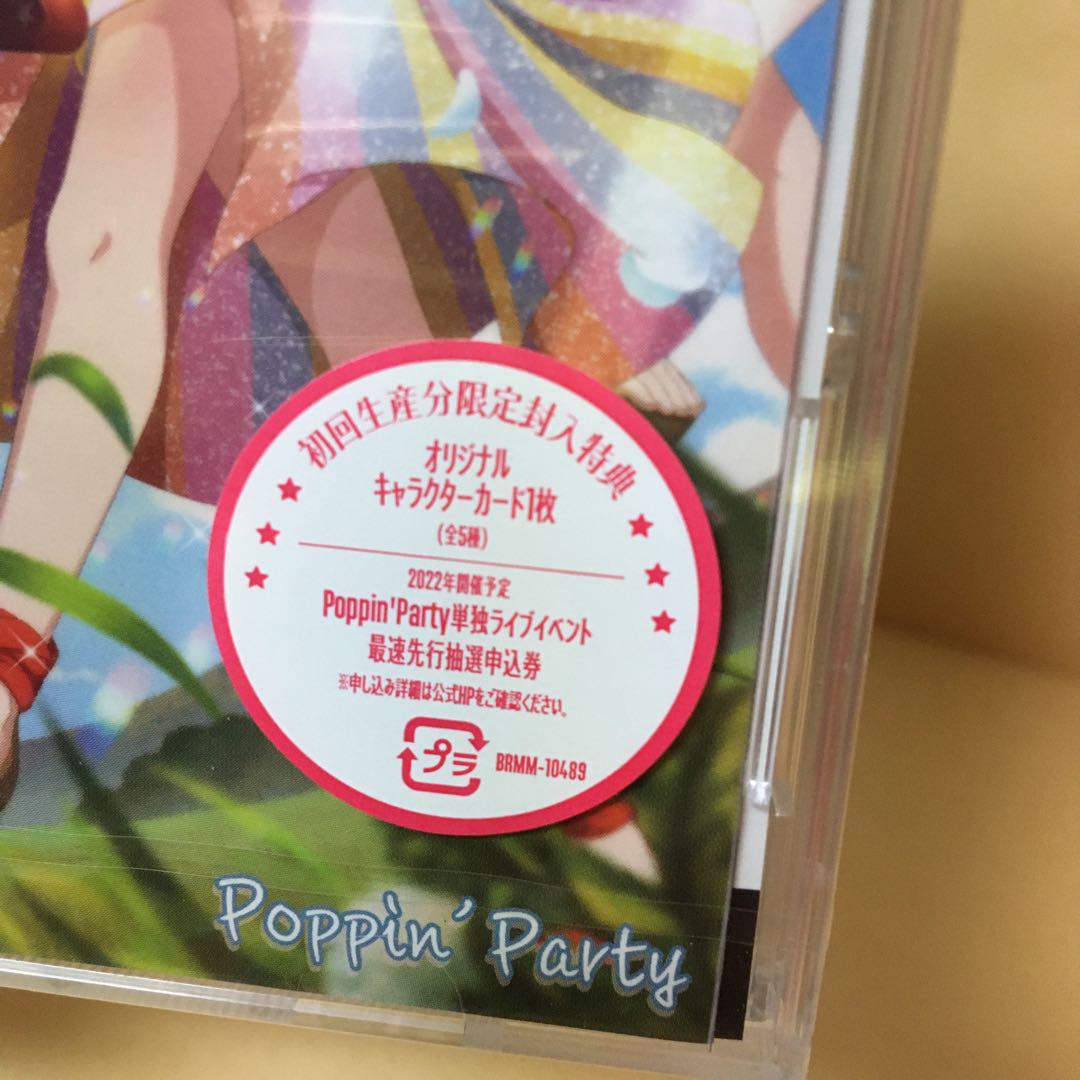 初回生産分限定封入特典
オリジナル
キャラクターカード1枚
(全5種)
2022年開催予定
Poppin'Party単独ライブイベント
最速先行抽選申込券
※申し込み詳細は公式HPをご確認ください。
プラ
BRMM-10489
Poppin' Party